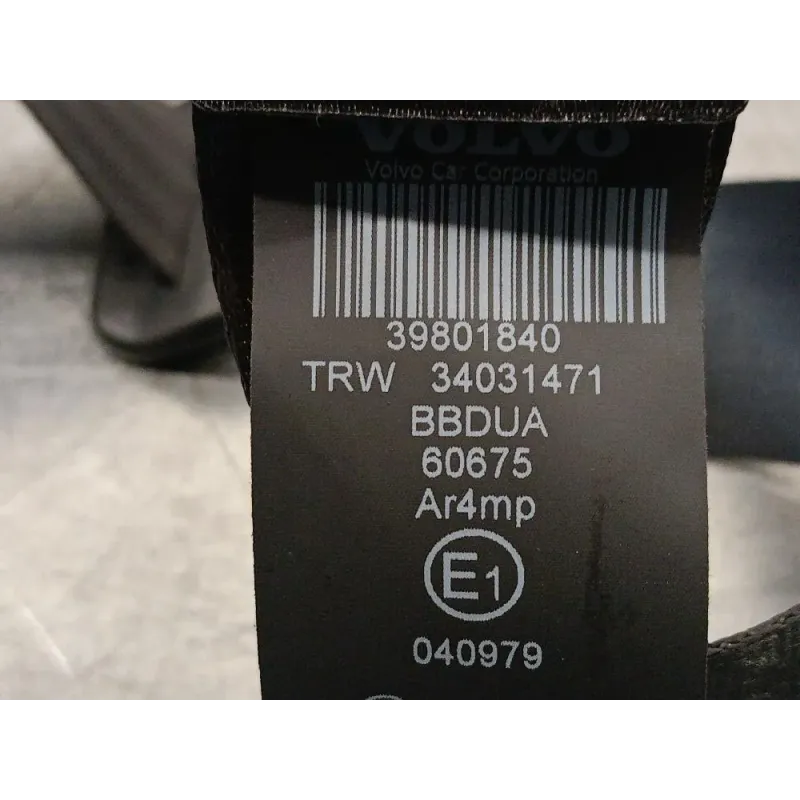 VOLVO
Volvo Car Corporation
39801840
TRW 34031471
BBDUA
60675
Ar4mp
E1
040979